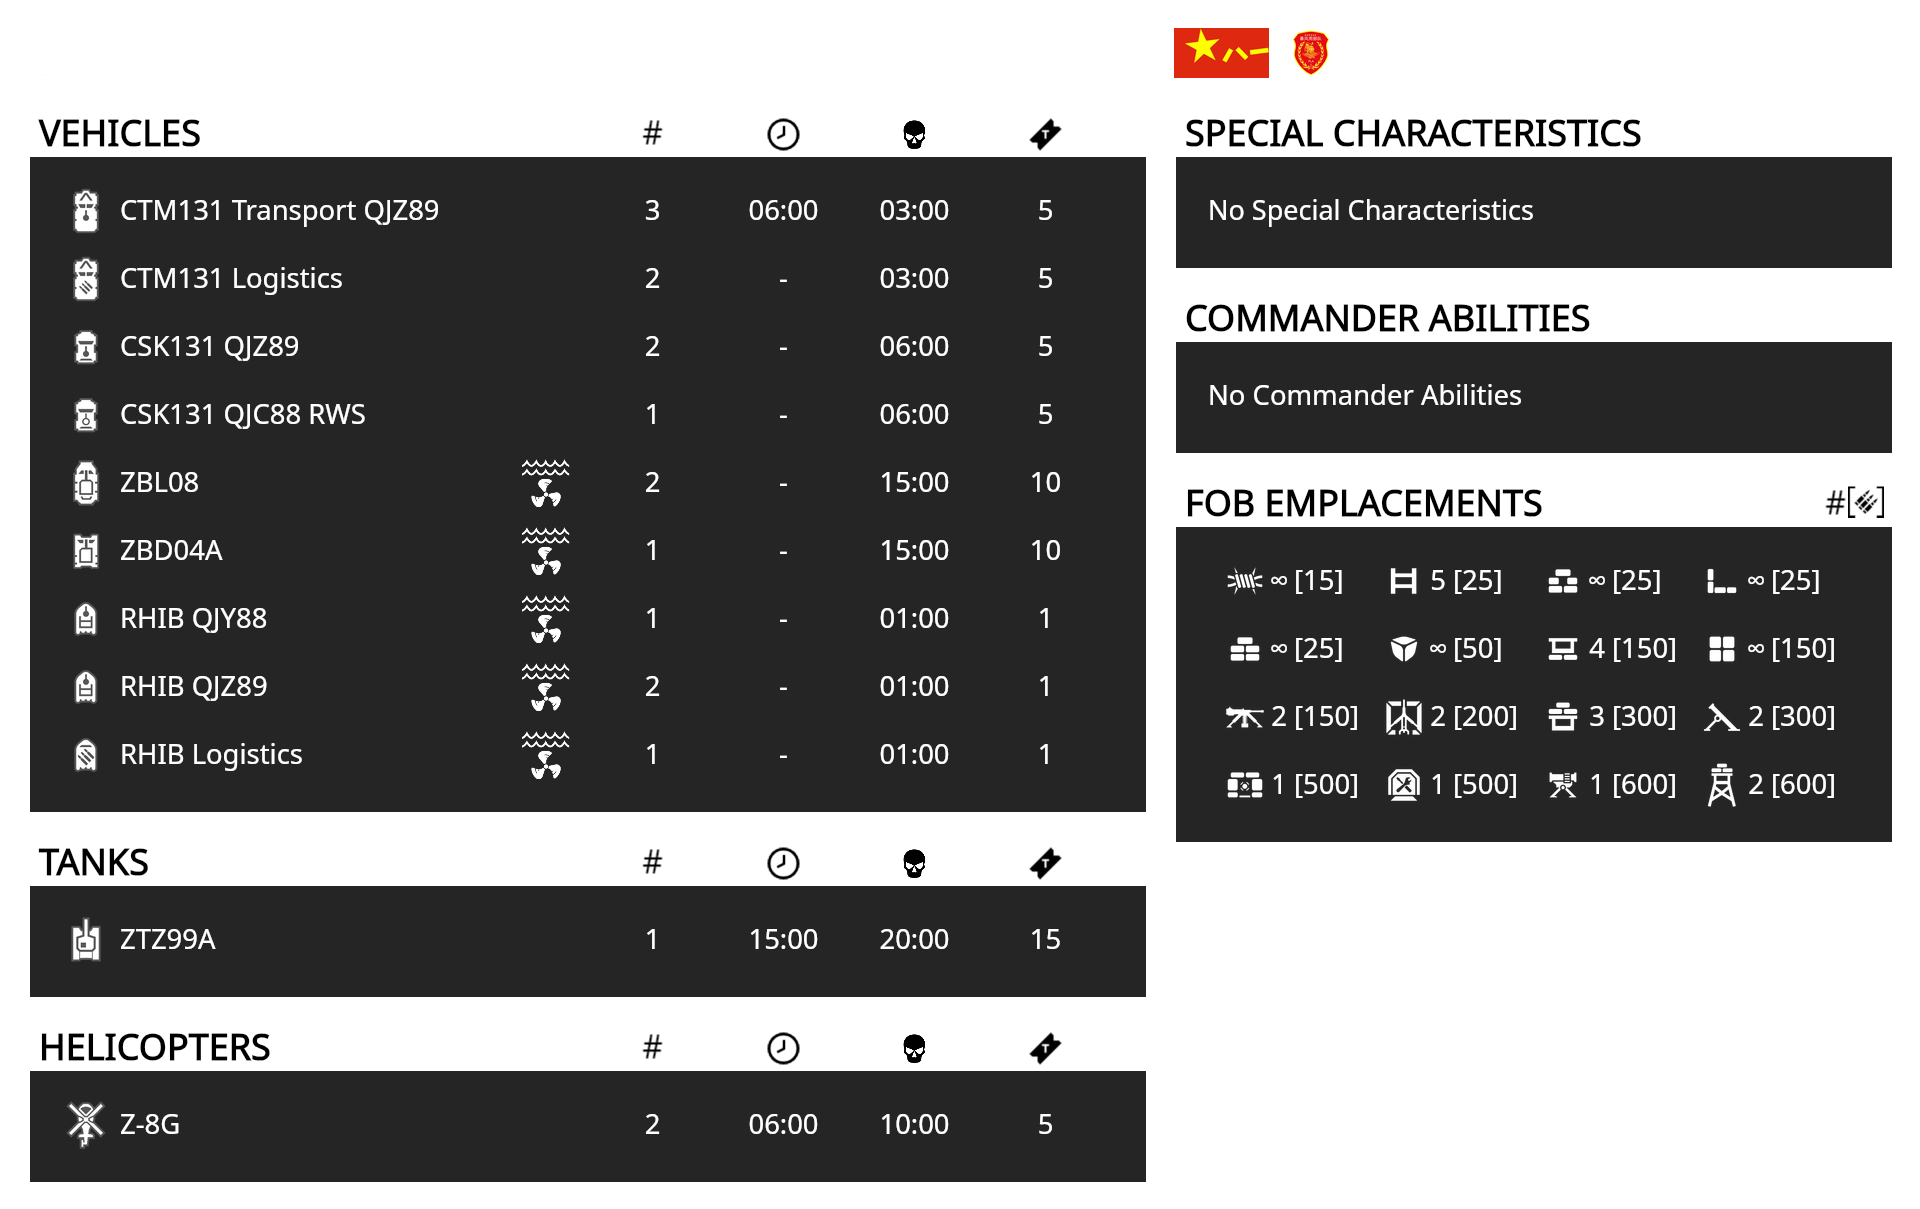 八一
VEHICLES #
CTM131 Transport QJZ89 3 06:00 03:00 5
CTM131 Logistics 2 - 03:00 5
CSK131 QJZ89 2 - 06:00 5
CSK131 QJC88 RWS 1 - 06:00 5
ZBL08 2 - 15:00 10
ZBD04A 1 - 15:00 10
RHIB QJY88 1 - 01:00 1
RHIB QJZ89 2 - 01:00 1
RHIB Logistics 1 - 01:00 1
TANKS # T
ZTZ99A 1 15:00 20:00 15
HELICOPTERS # T
Z-8G 2 06:00 10:00 5
SPECIAL CHARACTERISTICS
No Special Characteristics
COMMANDER ABILITIES
No Commander Abilities
FOB EMPLACEMENTS #[]
∞ [15] 5 [25] ∞ [25] ∞ [25]
∞ [25] ∞ [50] 4 [150] ∞ [150]
2 [150] 2 [200] 3 [300] 2 [300]
1 [500] 1 [500] 1 [600] 2 [600]